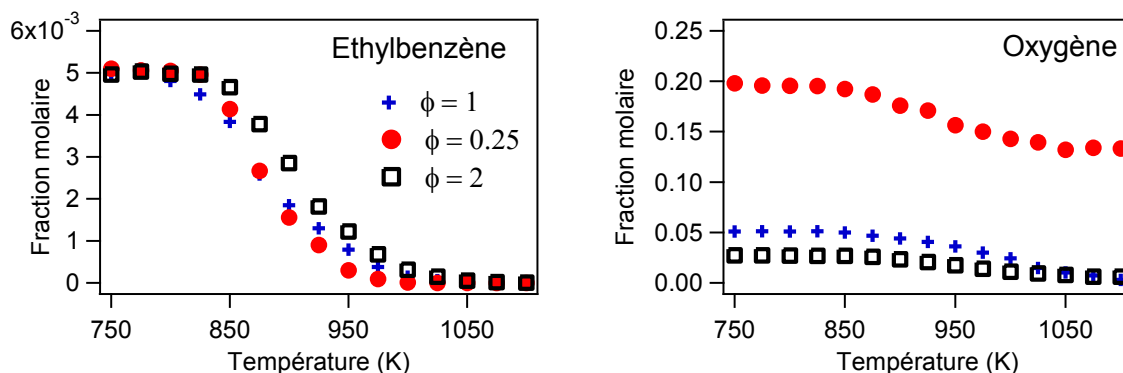 6x10-3
5
4
3
2
1
0
Fraction molaire
Ethylbenzène
ϕ = 1
ϕ = 0.25
ϕ = 2
750
850
950
1050
Température (K)
0.25
0.20
0.15
0.10
0.05
0.00
Fraction molaire
Oxygène
750
850
950
1050
Température (K)